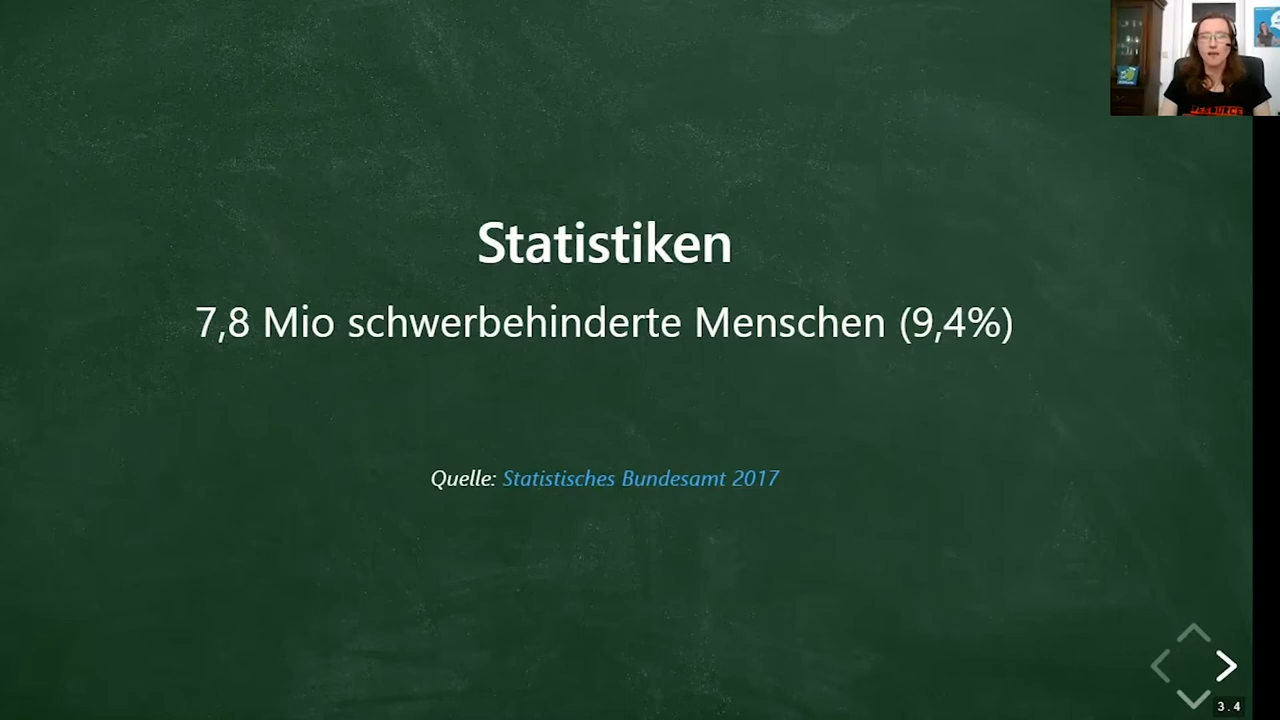 Statistiken
7,8 Mio schwerbehinderte Menschen (9,4%)
Quelle: Statistisches Bundesamt 2017
3.4